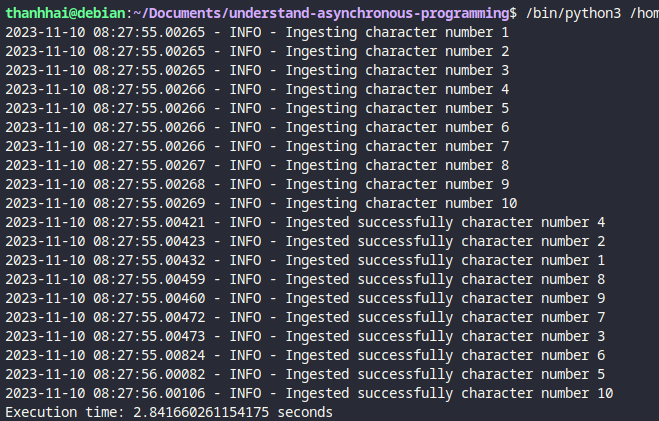 thanhhai@debian:~/Documents/understand-asynchronous-programming$ /bin/python3 /hom
2023-11-10 08:27:55.00265 - INFO - Ingesting character number 1
2023-11-10 08:27:55.00265 - INFO - Ingesting character number 2
2023-11-10 08:27:55.00265 - INFO - Ingesting character number 3
2023-11-10 08:27:55.00266 - INFO - Ingesting character number 4
2023-11-10 08:27:55.00266 - INFO - Ingesting character number 5
2023-11-10 08:27:55.00266 - INFO - Ingesting character number 6
2023-11-10 08:27:55.00266 - INFO - Ingesting character number 7
2023-11-10 08:27:55.00267 - INFO - Ingesting character number 8
2023-11-10 08:27:55.00268 - INFO - Ingesting character number 9
2023-11-10 08:27:55.00269 - INFO - Ingesting character number 10
2023-11-10 08:27:55.00421 - INFO - Ingested successfully character number 4
2023-11-10 08:27:55.00423 - INFO - Ingested successfully character number 2
2023-11-10 08:27:55.00432 - INFO - Ingested successfully character number 1
2023-11-10 08:27:55.00459 - INFO - Ingested successfully character number 8
2023-11-10 08:27:55.00460 - INFO - Ingested successfully character number 9
2023-11-10 08:27:55.00472 - INFO - Ingested successfully character number 7
2023-11-10 08:27:55.00473 - INFO - Ingested successfully character number 3
2023-11-10 08:27:55.00824 - INFO - Ingested successfully character number 6
2023-11-10 08:27:56.00082 - INFO - Ingested successfully character number 5
2023-11-10 08:27:56.00106 - INFO - Ingested successfully character number 10
Execution time: 2.841660261154175 seconds